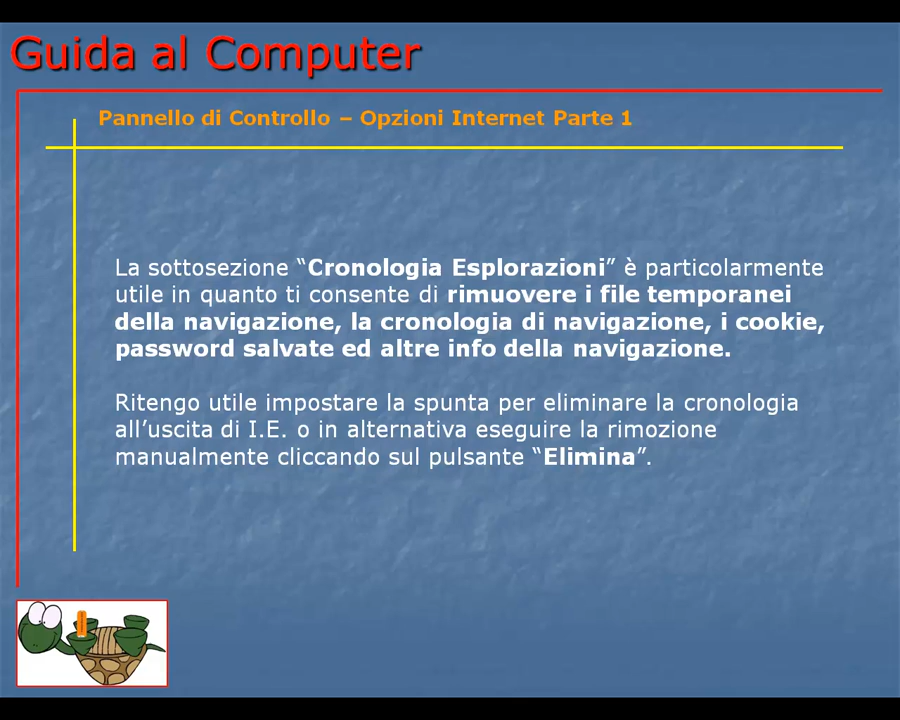 Guida al Computer
Pannello di Controllo – Opzioni Internet Parte 1
La sottosezione “Cronologia Esplorazioni” è particolarmente
utile in quanto ti consente di rimuovere i file temporanei
della navigazione, la cronologia di navigazione, i cookie,
password salvate ed altre info della navigazione.
Ritengo utile impostare la spunta per eliminare la cronologia
all’uscita di I.E. o in alternativa eseguire la rimozione
manualmente cliccando sul pulsante “Elimina”.